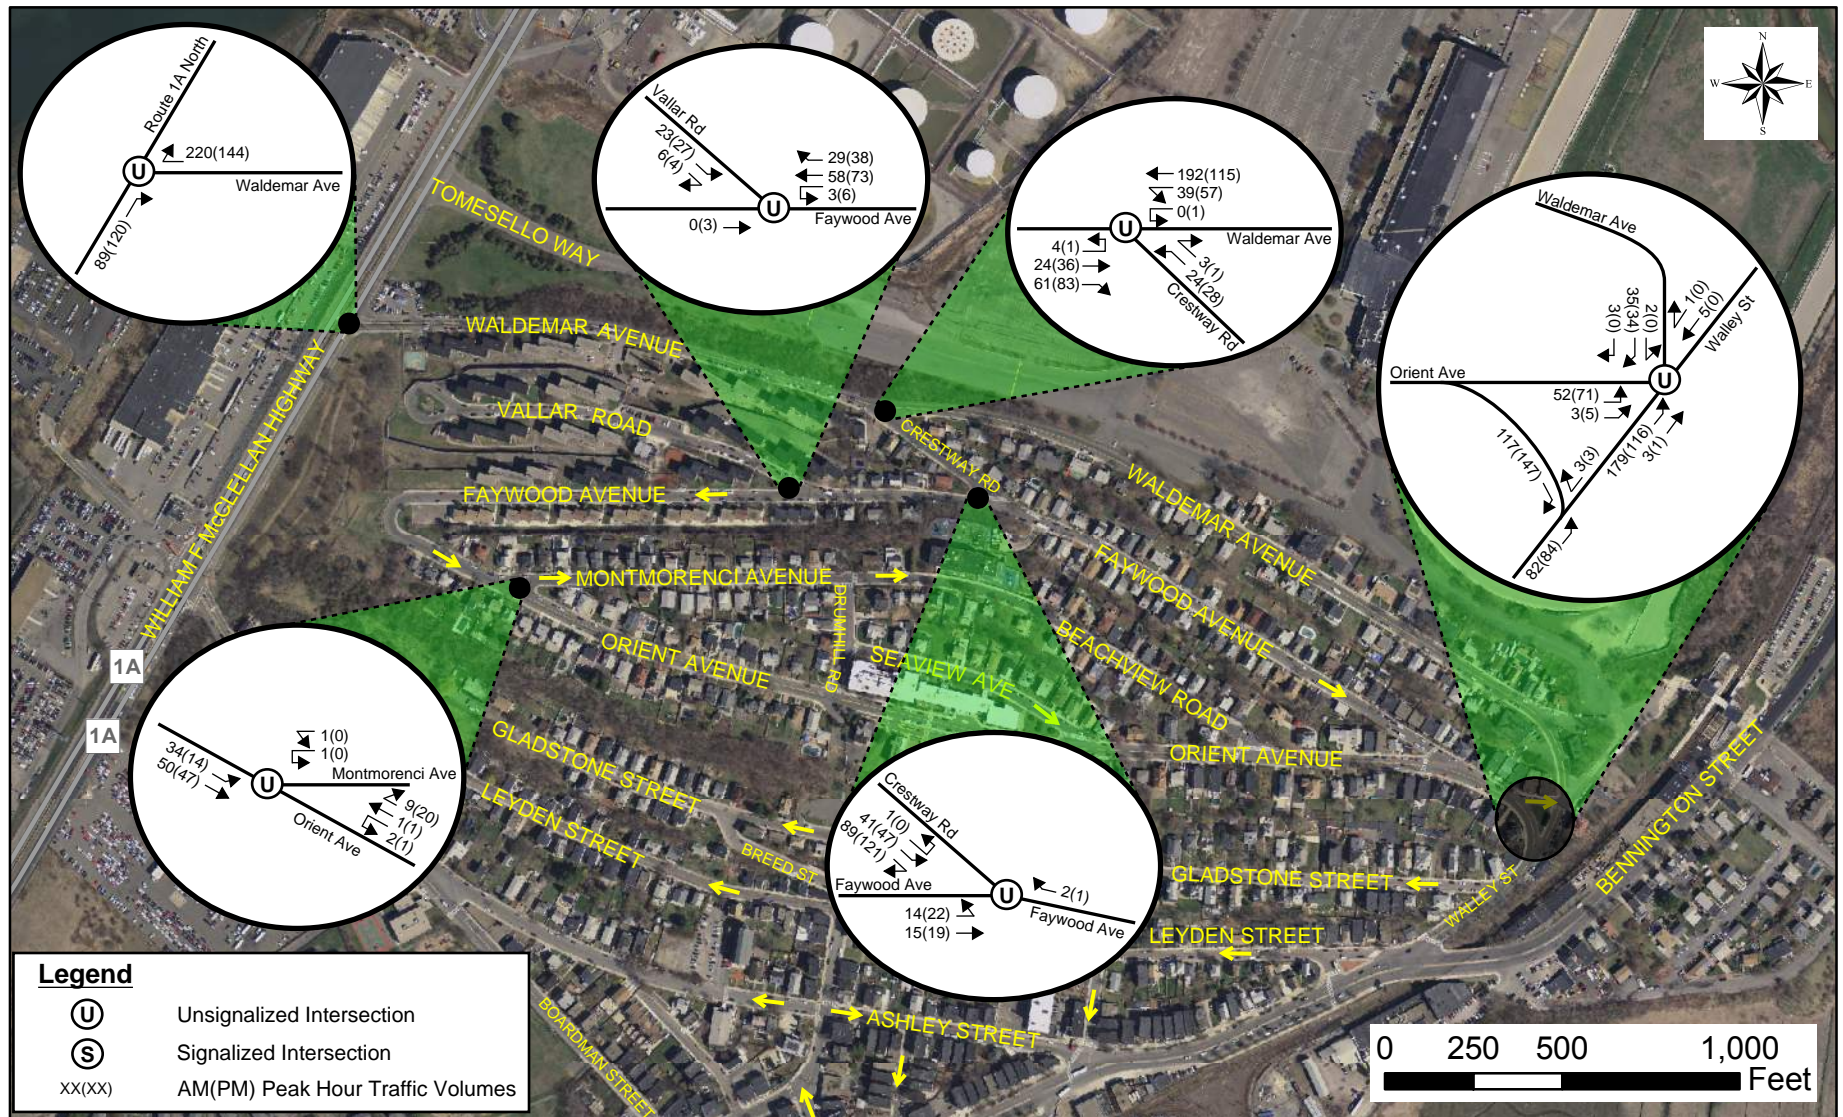 N
W
E
S
Route 1A North
220(144)
Waldemar Ave
89(120)
Vallar Rd
23(27)
6(4)
29(38)
58(73)
3(6)
Faywood Ave
0(3)
192(115)
39(57)
0(1)
Waldemar Ave
4(1)
24(36)
61(83)
3(1)
24(28)
Crestway Rd
Waldemar Ave
1(0)
5(0)
Walley St
2(0)
35(34)
3(0)
Orient Ave
52(71)
3(5)
117(147)
3(3)
179(116)
3(1)
82(84)
TOMESELLO WAY
WALDEMAR AVENUE
VALLAR ROAD
WILLIAM F McCLELLAN HIGHWAY
CRESTWAY RD
FAYWOOD AVENUE
WALDEMAR AVENUE
FAYWOOD AVENUE
MONTMORENCI AVENUE
DRUMHILL RD
BEACHVIEW ROAD
ORIENT AVENUE
SEAVIEW AVE
1A
1A
ORIENT AVENUE
GLADSTONE STREET
LEYDEN STREET
BREED ST
GLADSTONE STREET
WALLEY ST
BENNINGTON STREET
LEYDEN STREET
ASHLEY STREET
BOARDMAN STREET
34(14)
50(47)
1(0)
1(0)
Montmorenci Ave
9(20)
1(1)
2(1)
Orient Ave
U
U
U
U
U
U
Crestway Rd
1(0)
41(47)
89(121)
Faywood Ave
2(1)
14(22)
15(19)
Faywood Ave
Legend
U Unsignalized Intersection
S Signalized Intersection
XX(XX) AM(PM) Peak Hour Traffic Volumes
0 250 500 1,000
Feet